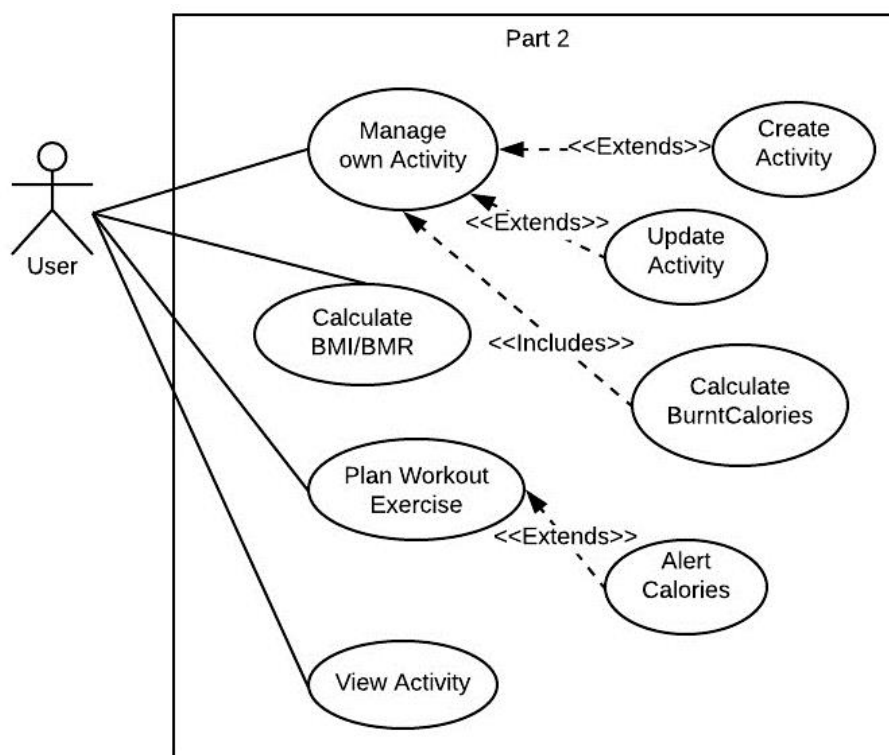 Part 2
Manage
own Activity
<<Extends>>
Create
Activity
<<Extends>>
Update
Activity
User
Calculate
BMI/BMR
<<Includes>>
Calculate
BurntCalories
Plan Workout
Exercise
<<Extends>>
Alert
Calories
View Activity